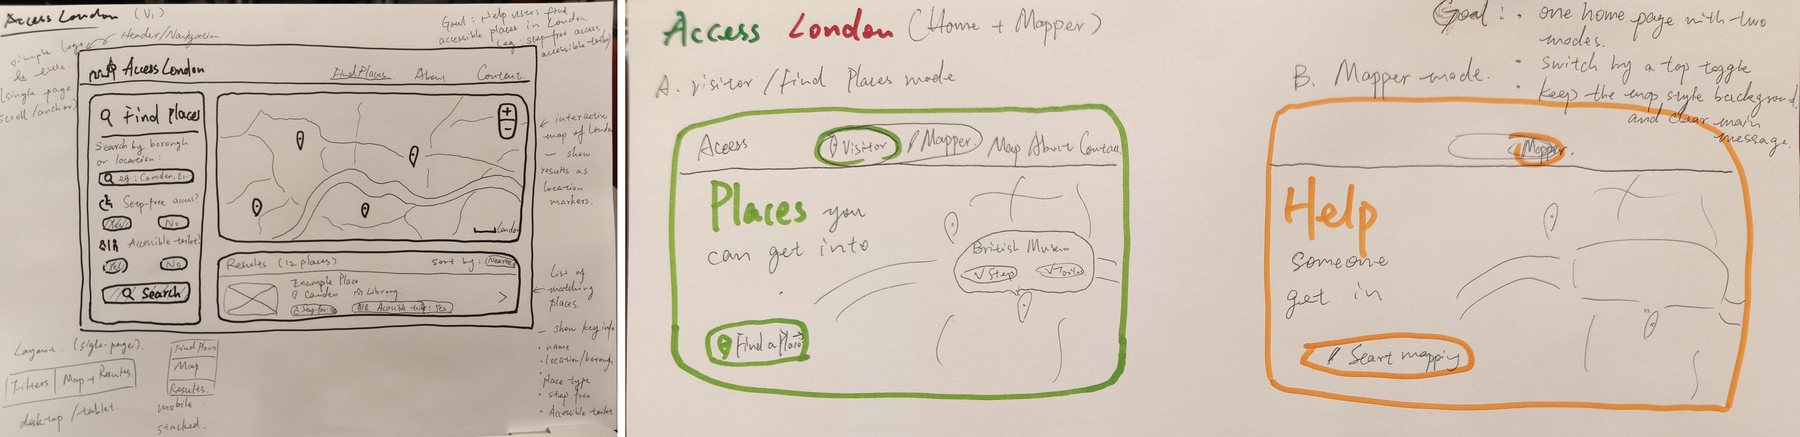 Access London (V1)
Goal: Help users find
accessible places in London.
(eg: step-free access,
accessible toilet)
Header/Navigation
simple logo
& title.
(single page
scroll/anchor)
Access London
Find Places
About
Contact
Find Places
Search by borough
or location:
eg: Camden, E1..
Step-free access?
Yes
No
Accessible toilet?
Yes
No
Search
+
−
London
interactive
map of London
— show
results as
location
markers.
Results (12 places)
sort by: Nearest
Example Place
Camden
Library
Step-free:
Accessible toilet: Yes
List of
matching
places.
— show key info
• name
• location/borough
• place type
• step free
• Accessible toilet
Layout. (sigle-page).
Filters
Map + Results.
desktop/tablet.
Find Places
Map
Results.
mobile:
stacked.
Access London (Home + Mapper)
Goal: • one home page with two
modes.
• Switch by a top toggle
• keep the map style background,
and clear main
message.
A. visitor / Find Places mode
Access
Visitor
Mapper.
Map About Contact
Places you
can get into
British Museum
✓ Step
✓ Toilet
Find a Place
B. Mapper mode.
Mapper.
Help
someone
get in
Start mapping